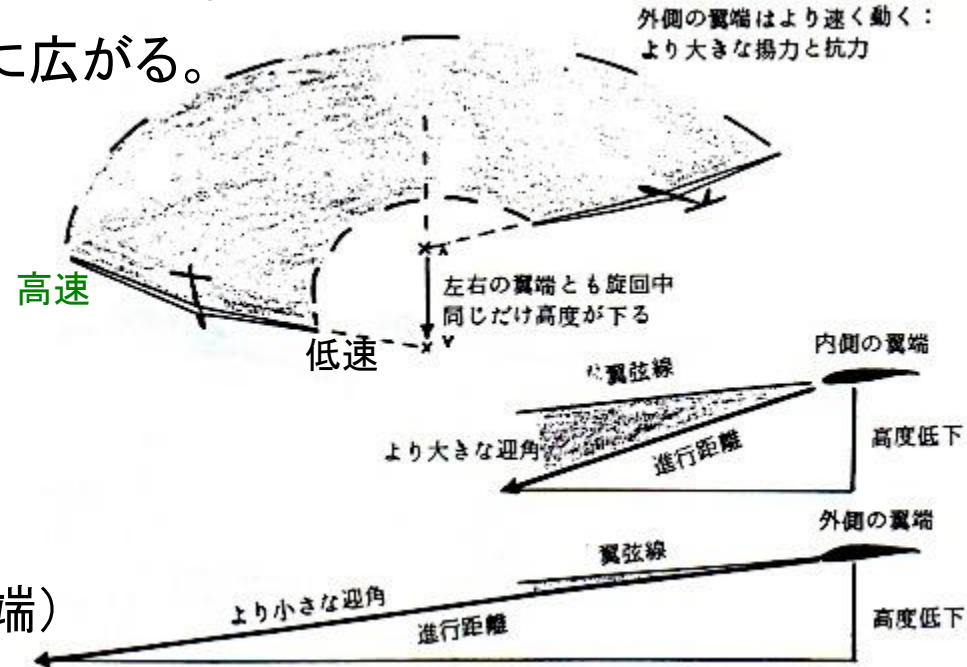 外側の翼端はより速く動く：
より大きな揚力と抗力
に広がる。
高速
低速
X
左右の翼端とも旋回中
同じだけ高度が下る
Y
内側の翼端
翼弦線
より大きな迎角
進行距離
高度低下
外側の翼端
翼弦線
より小さな迎角
進行距離
高度低下
端）